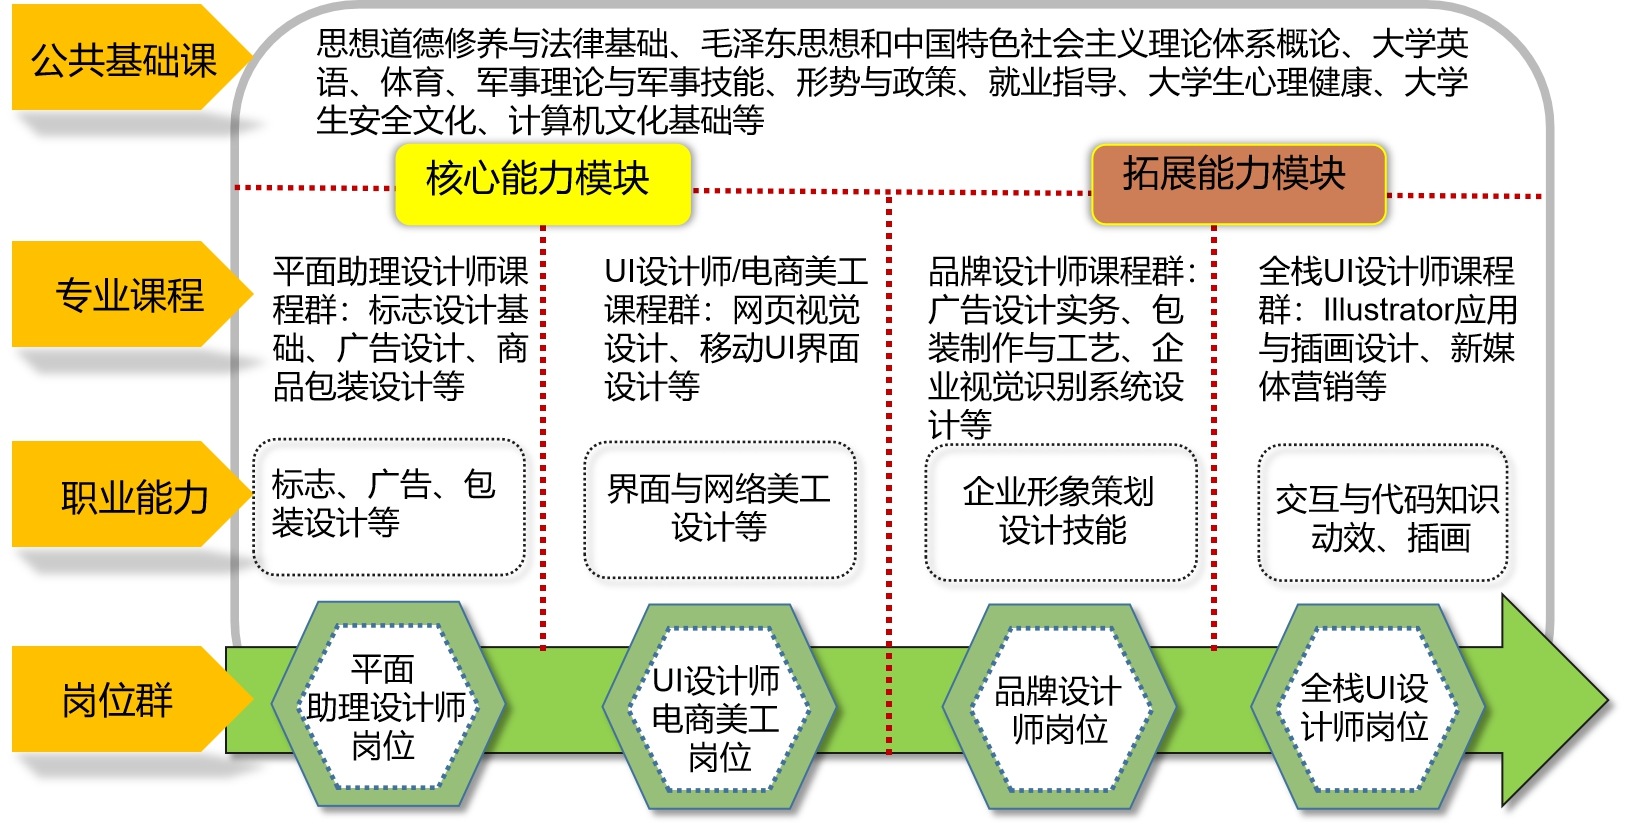 公共基础课
思想道德修养与法律基础、毛泽东思想和中国特色社会主义理论体系概论、大学英
语、体育、军事理论与军事技能、形势与政策、就业指导、大学生心理健康、大学
生安全文化、计算机文化基础等
核心能力模块
拓展能力模块
专业课程
平面助理设计师课
程群：标志设计基
础、广告设计、商
品包装设计等
UI设计师/电商美工
课程群：网页视觉
设计、移动UI界面
设计等
品牌设计师课程群：
广告设计实务、包
装制作与工艺、企
业视觉识别系统设
计等
全栈UI设计师课程
群：Illustrator应用
与插画设计、新媒
体营销等
职业能力
标志、广告、包
装设计等
界面与网络美工
设计等
企业形象策划
设计技能
交互与代码知识
动效、插画
岗位群
平面
助理设计师
岗位
UI设计师
电商美工
岗位
品牌设计
师岗位
全栈UI设
计师岗位